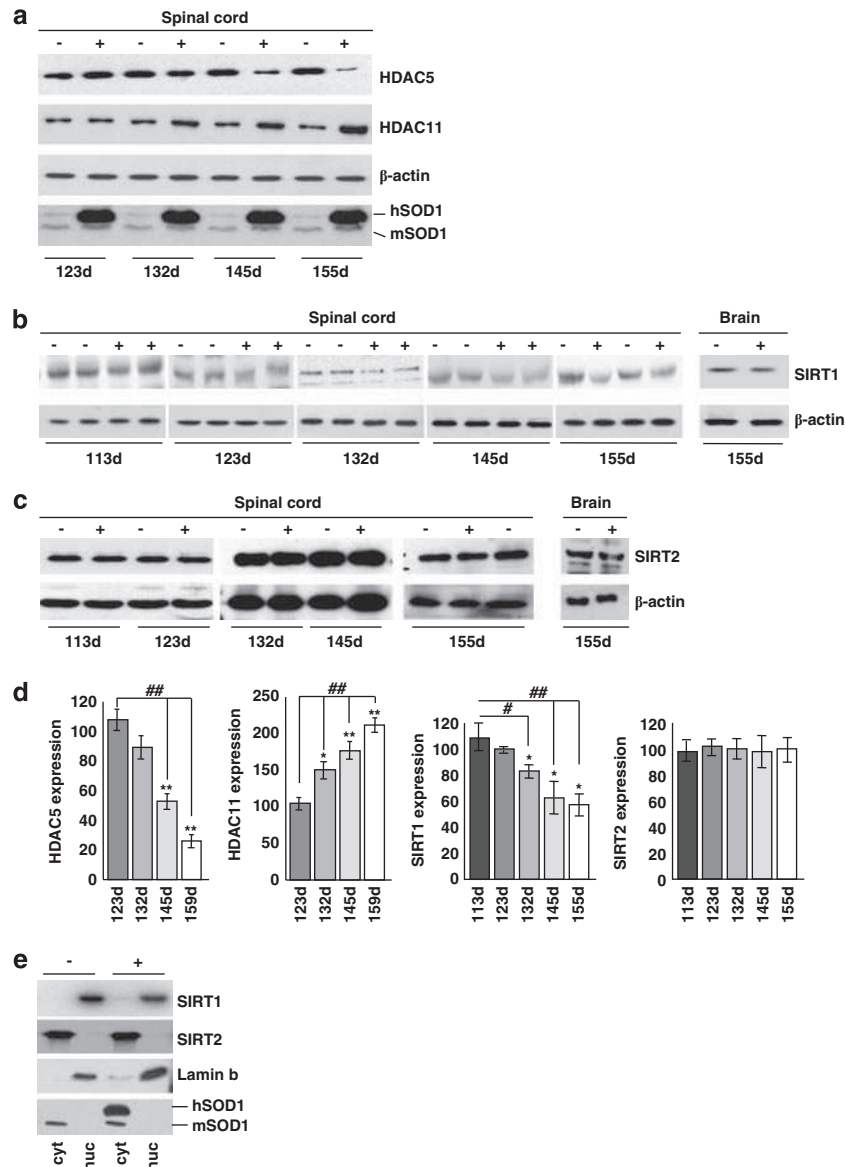 a
Spinal cord
- + - + - + - +
HDAC5
HDAC11
β-actin
hSOD1
mSOD1
123d 132d 145d 155d
b
Spinal cord Brain
- - + + - - + + - - + + - - + + - + - + - +
SIRT1
β-actin
113d 123d 132d 145d 155d 155d
c
Spinal cord Brain
- + - + - + - + - + - - +
SIRT2
β-actin
113d 123d 132d 145d 155d 155d
d
HDAC5 expression
120
100
80
60
40
20
0
##
**
**
123d 132d 145d 159d
HDAC11 expression
250
200
150
100
50
0
##
*
**
**
123d 132d 145d 159d
SIRT1 expression
120
100
80
60
40
20
0
##
#
*
*
*
113d 123d 132d 145d 155d
SIRT2 expression
120
100
80
60
40
20
0
113d 123d 132d 145d 155d
e
- +
SIRT1
SIRT2
Lamin b
hSOD1
mSOD1
cyt nuc cyt nuc